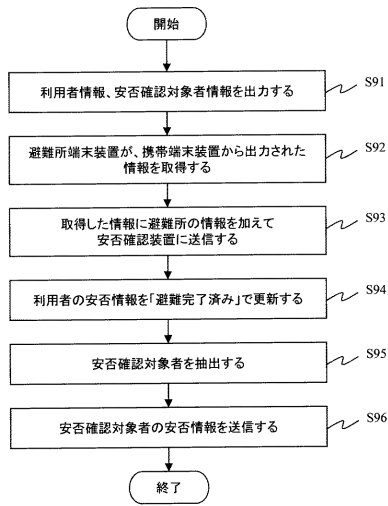 開始
利用者情報、安否確認対象者情報を出力する
S91
避難所端末装置が、携帯端末装置から出力された
情報を取得する
S92
取得した情報に避難所の情報を加えて
安否確認装置に送信する
S93
利用者の安否情報を「避難完了済み」で更新する
S94
安否確認対象者を抽出する
S95
安否確認対象者の安否情報を送信する
S96
終了